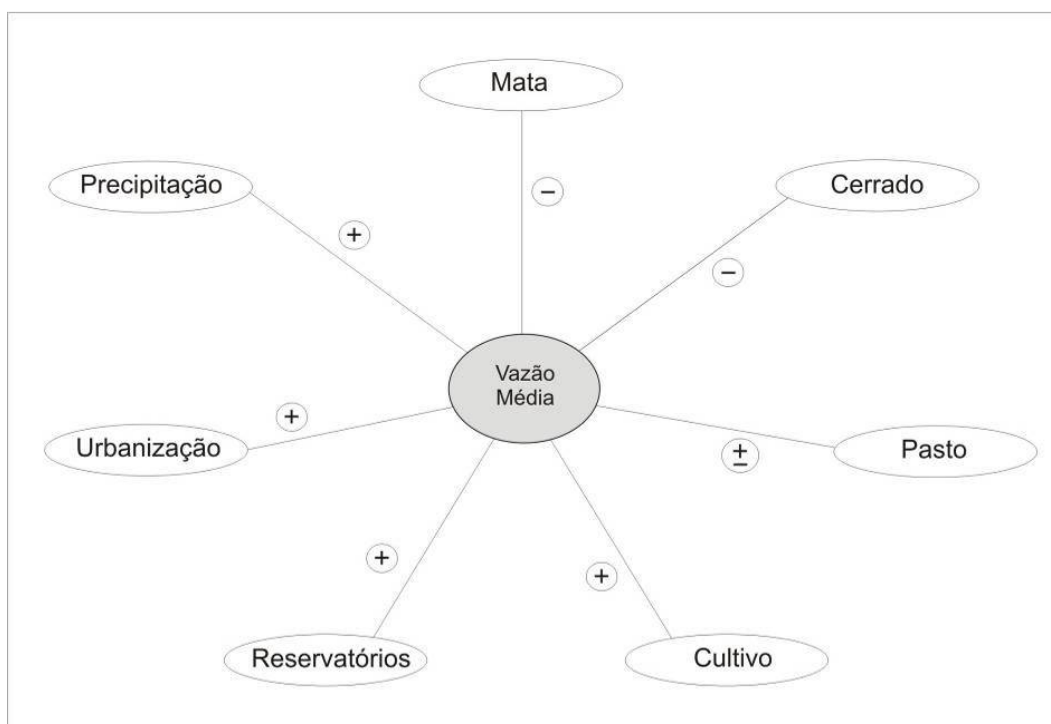 Mata
−
Precipitação
+
Cerrado
−
Vazão
Média
Urbanização
+
Pasto
±
Reservatórios
+
Cultivo
+